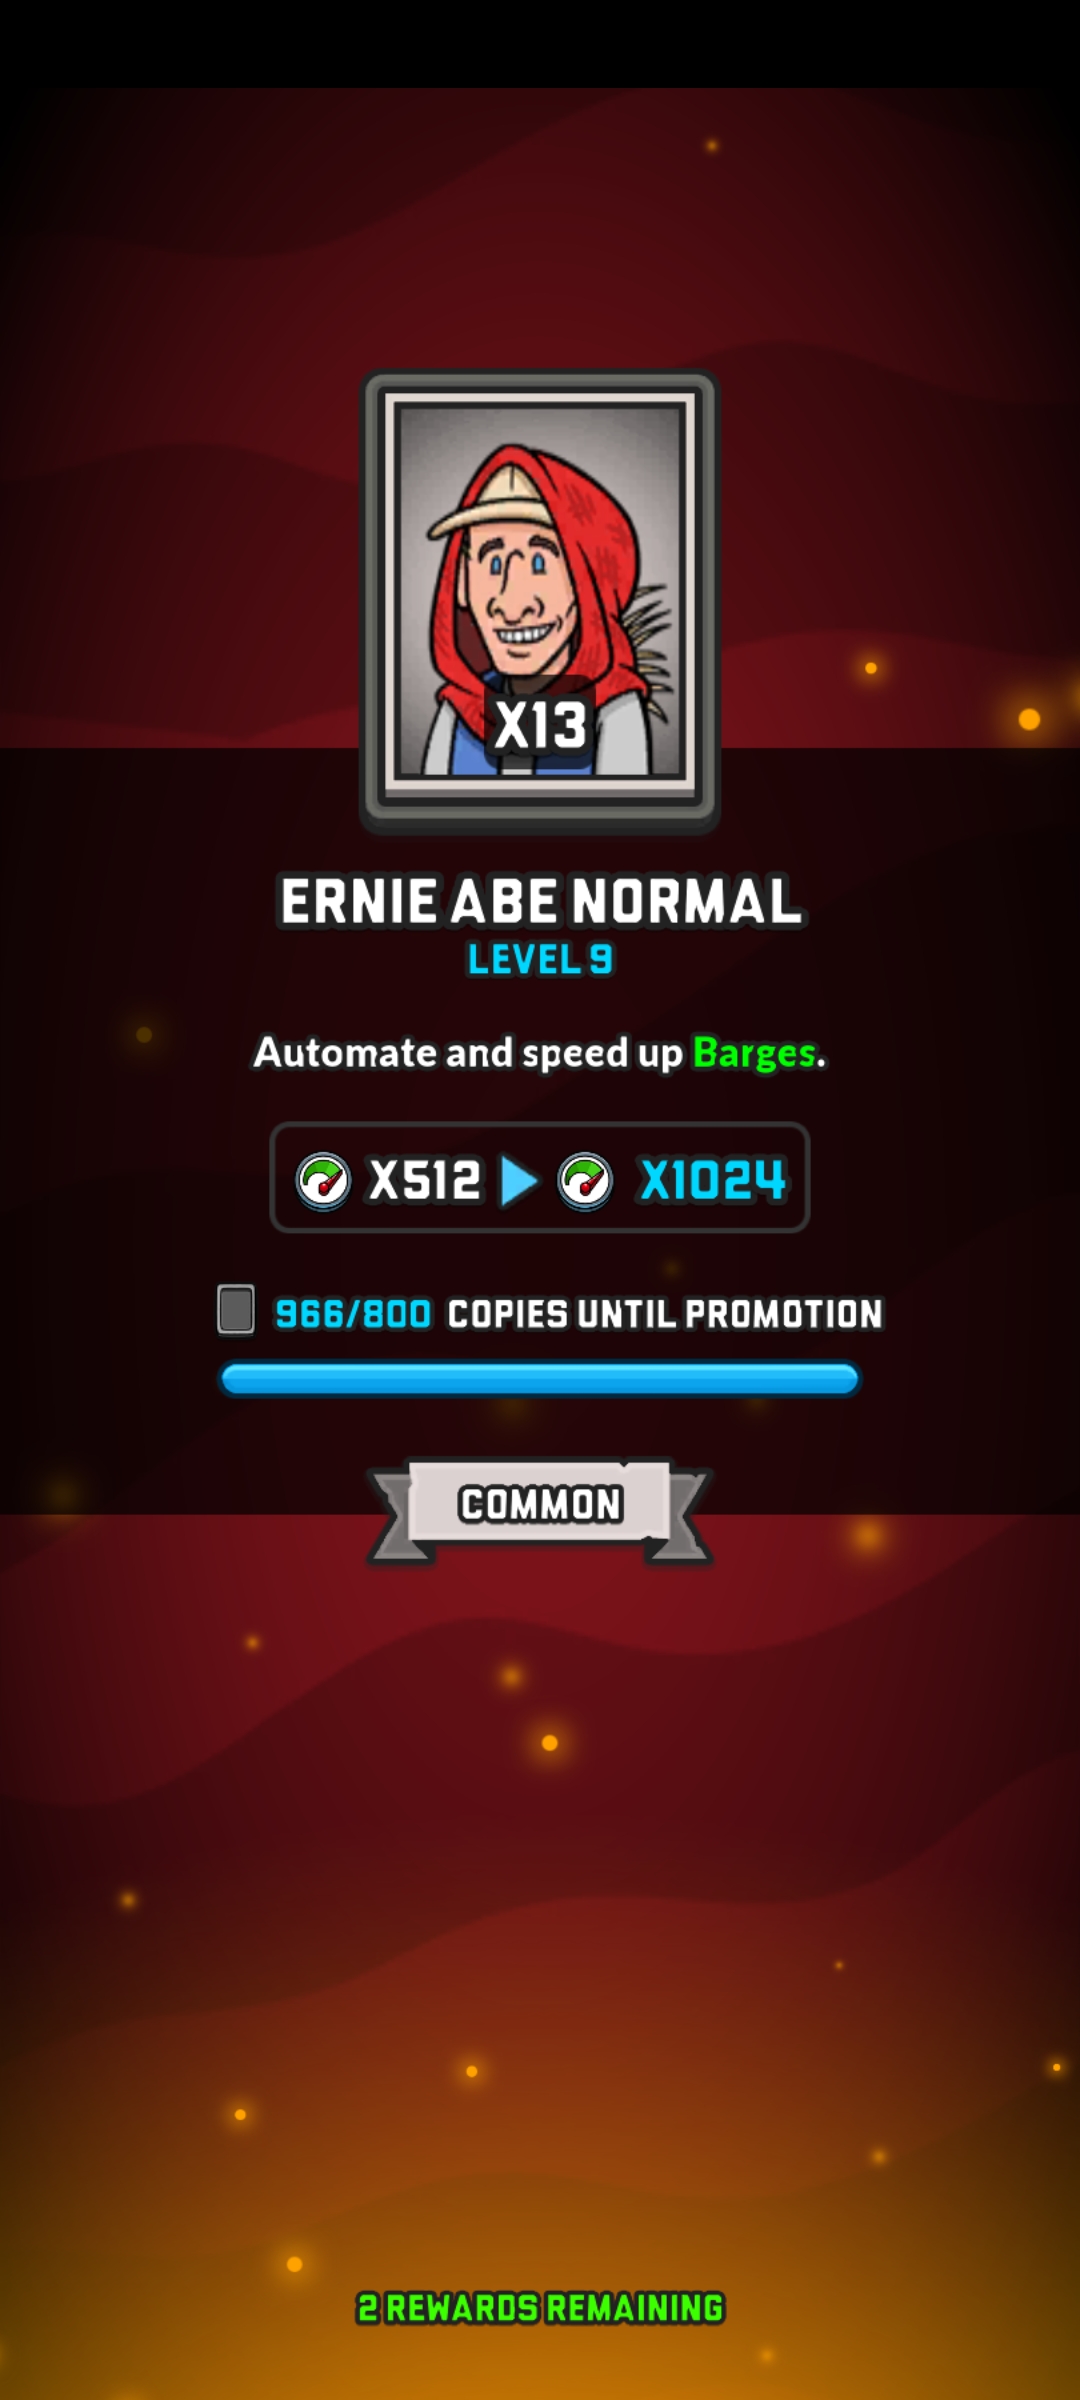 X13
ERNIE ABE NORMAL
LEVEL 9
Automate and speed up Barges.
X512 X1024
966/800 COPIES UNTIL PROMOTION
COMMON
2 REWARDS REMAINING